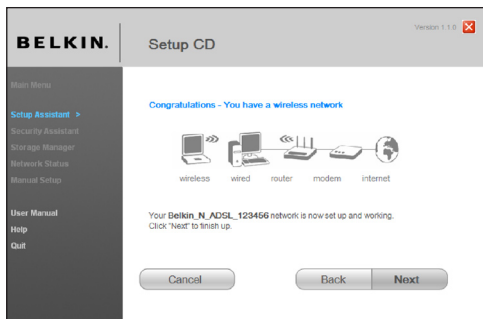 BELKIN.
Setup CD
Version 1.1.0
Main Menu
Setup Assistant >
Security Assistant
Storage Manager
Network Status
Manual Setup
User Manual
Help
Quit
Congratulations - You have a wireless network
wireless wired router modem internet
Your Belkin_N_ADSL_123456 network is now set up and working.
Click "Next" to finish up.
Cancel
Back
Next